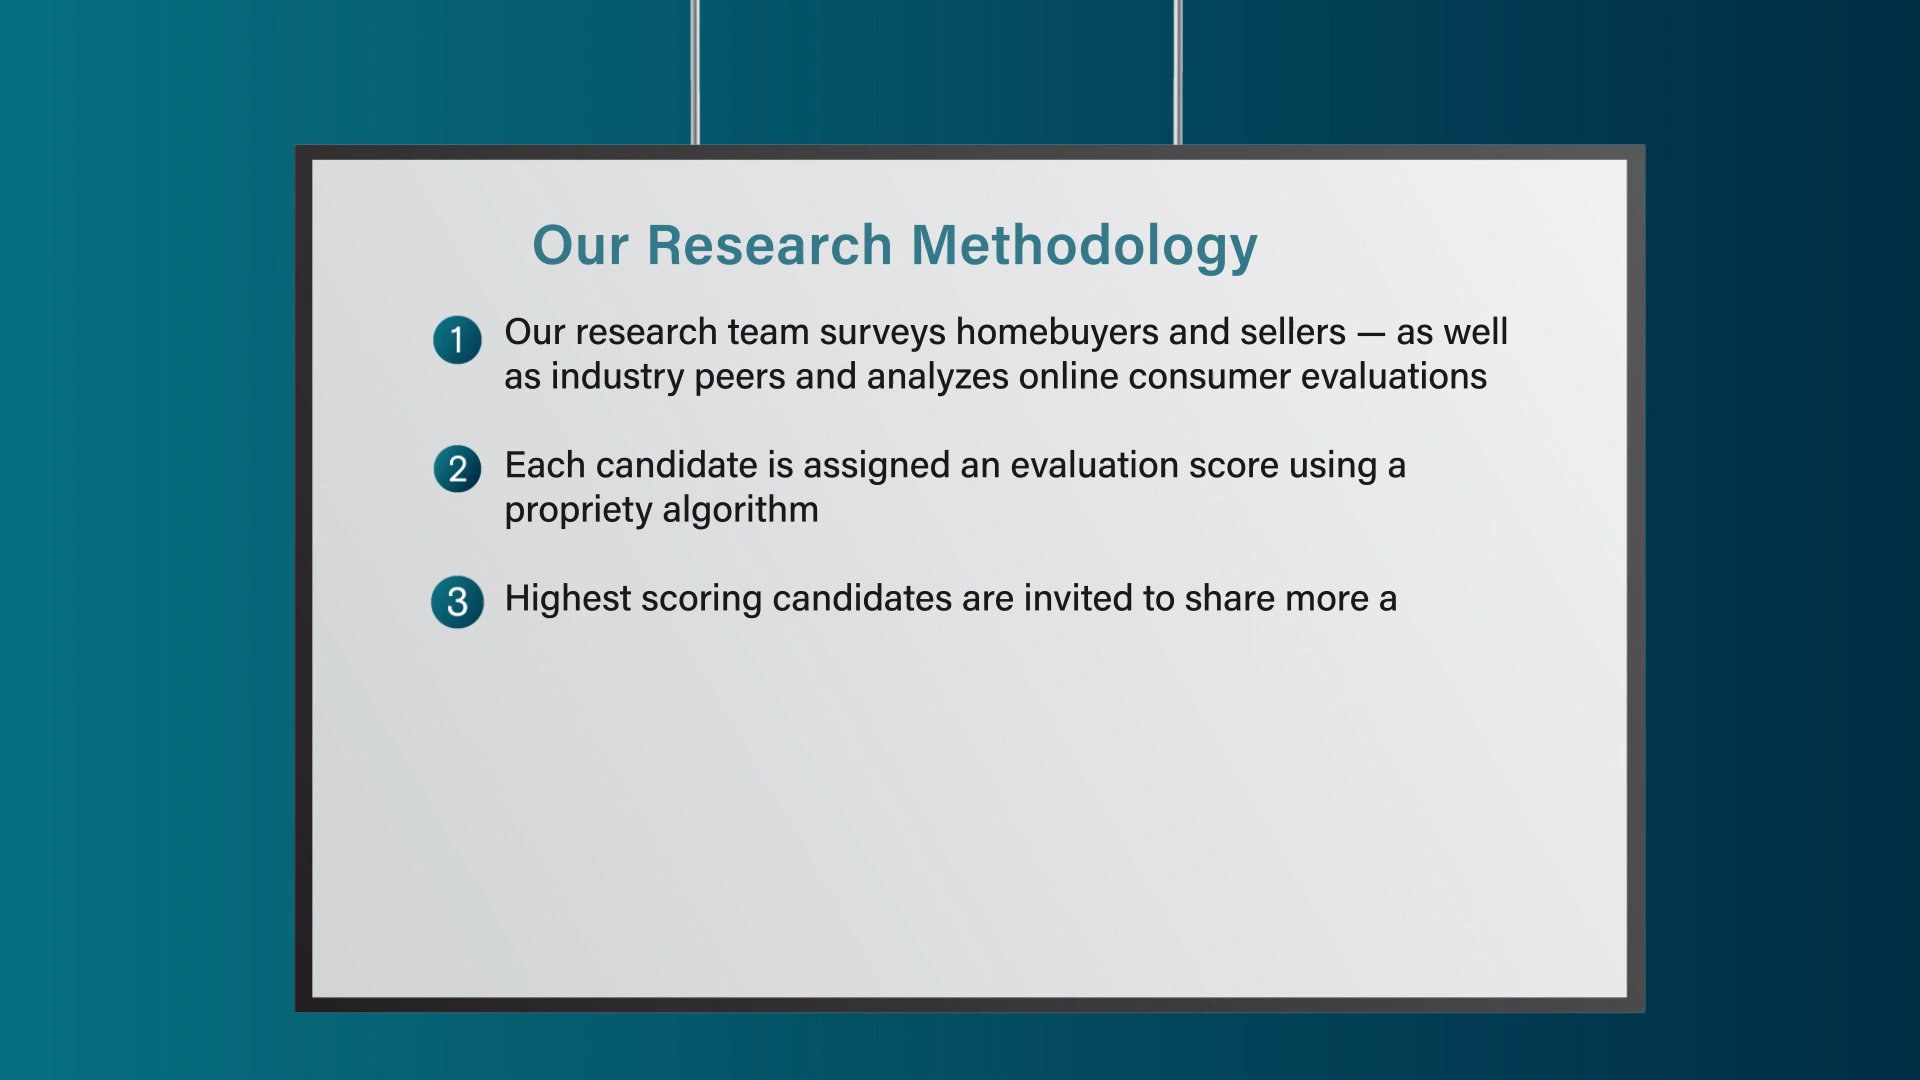 Our Research Methodology
1 Our research team surveys homebuyers and sellers — as well
as industry peers and analyzes online consumer evaluations
2 Each candidate is assigned an evaluation score using a
propriety algorithm
3 Highest scoring candidates are invited to share more a